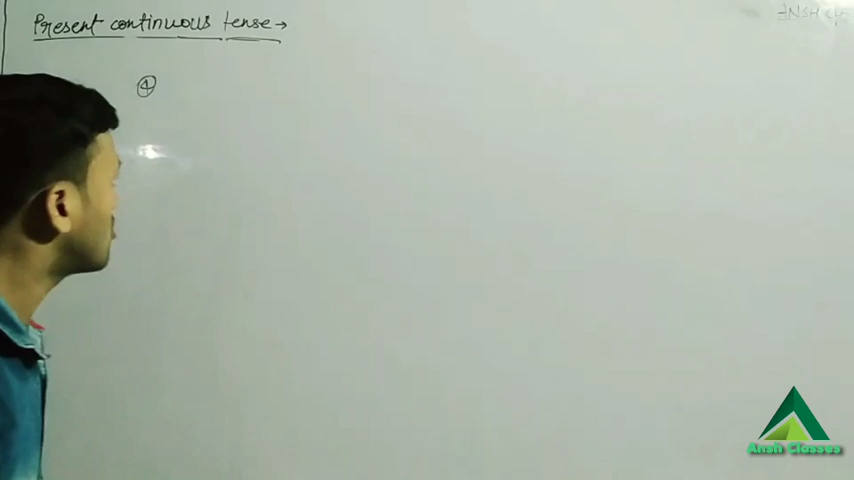 Present continuous tense →
④
Ansh Classes